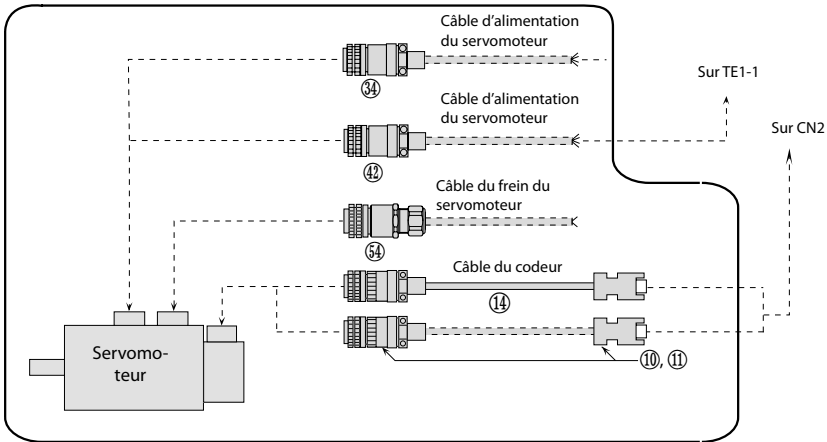 Câble d'alimentation
du servomoteur
㉞
Sur TE1-1
Câble d'alimentation
du servomoteur
㊷
Sur CN2
Câble du frein du
servomoteur
54
Câble du codeur
⑭
⑩, ⑪
Servomo-
teur